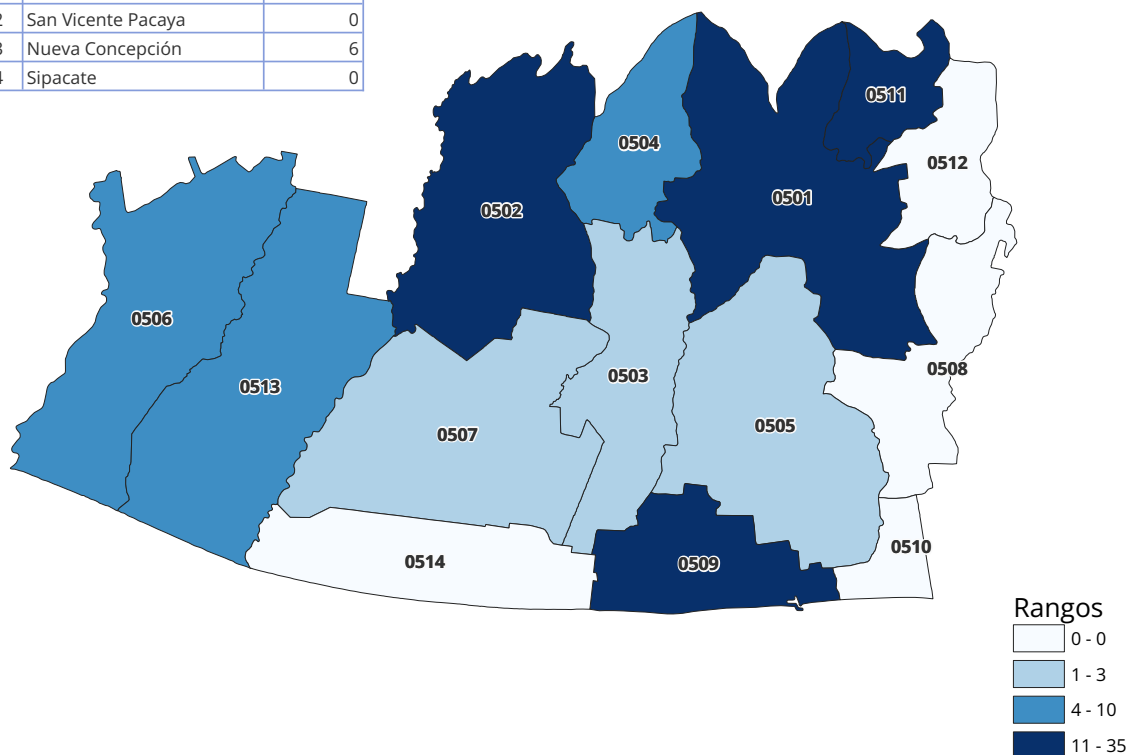 2 San Vicente Pacaya 0
3 Nueva Concepción 6
4 Sipacate 0
0511
0504
0512
0501
0502
0506
0508
0503
0513
0505
0507
0510
0514
0509
Rangos
0 - 0
1 - 3
4 - 10
11 - 35